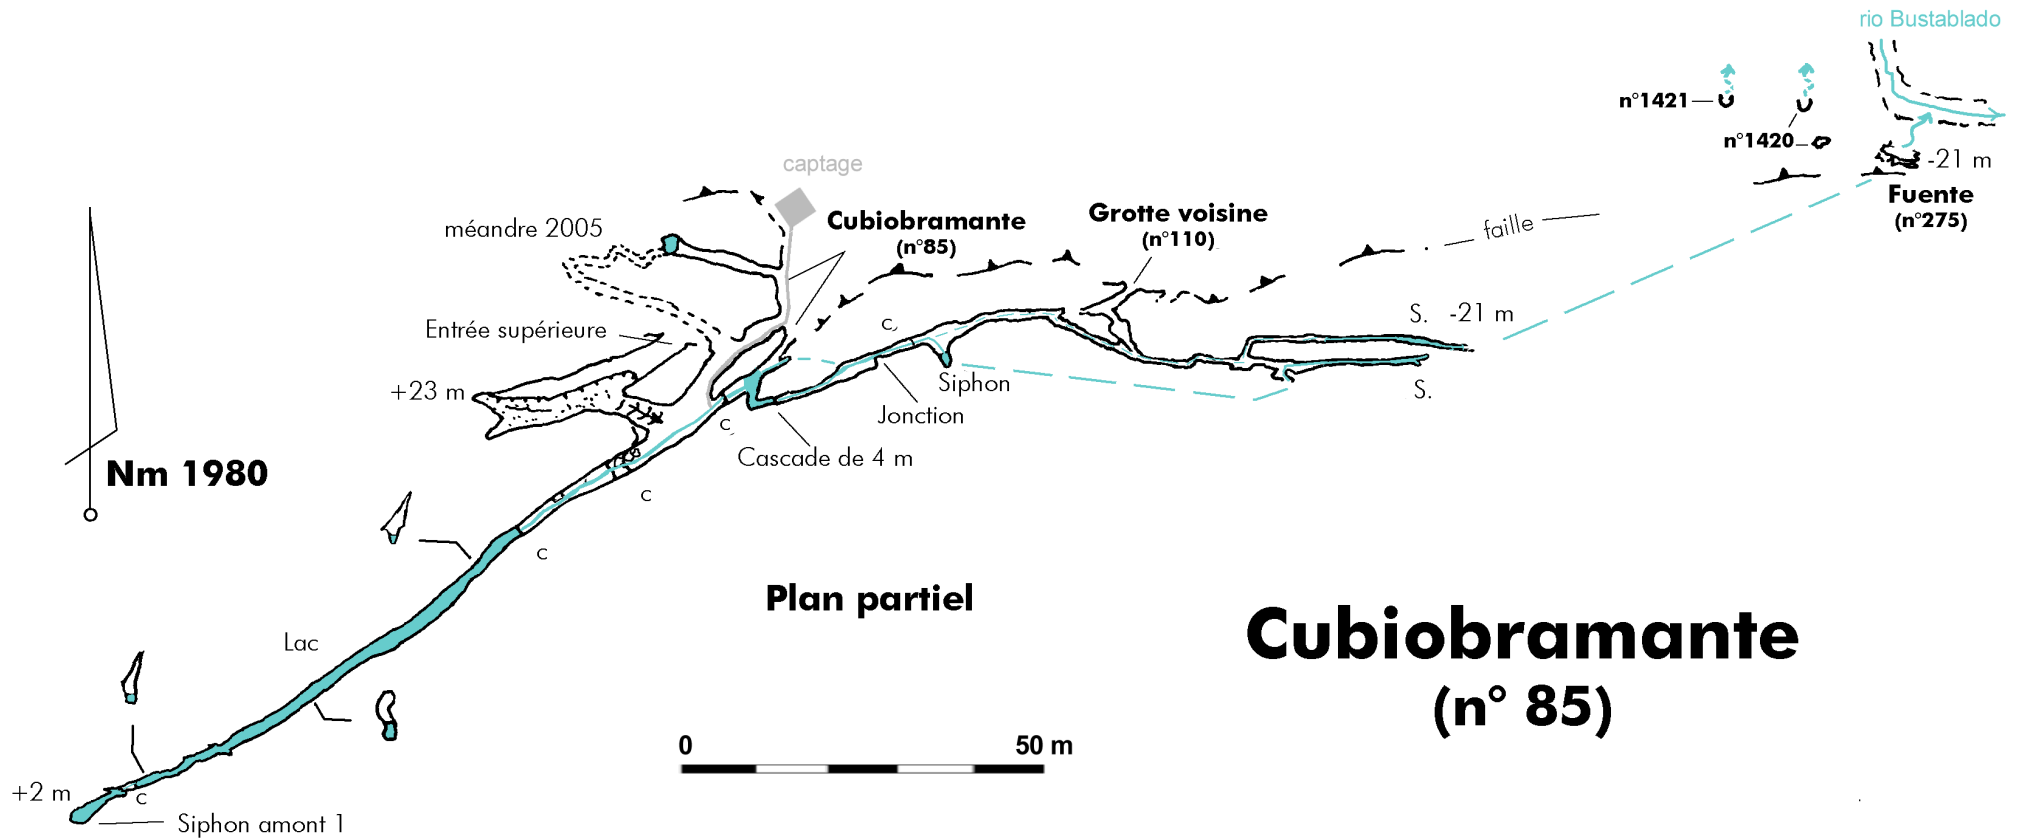 rio Bustablado
n°1421
n°1420
-21 m
Fuente
(n°275)
captage
méandre 2005
Cubiobramante
(n°85)
Grotte voisine
(n°110)
faille
Entrée supérieure
c,
S.
-21 m
+23 m
Siphon
S.
Jonction
c,
Cascade de 4 m
Nm 1980
c
c
Plan partiel
Cubiobramante
(n° 85)
Lac
0
50 m
+2 m
c
Siphon amont 1